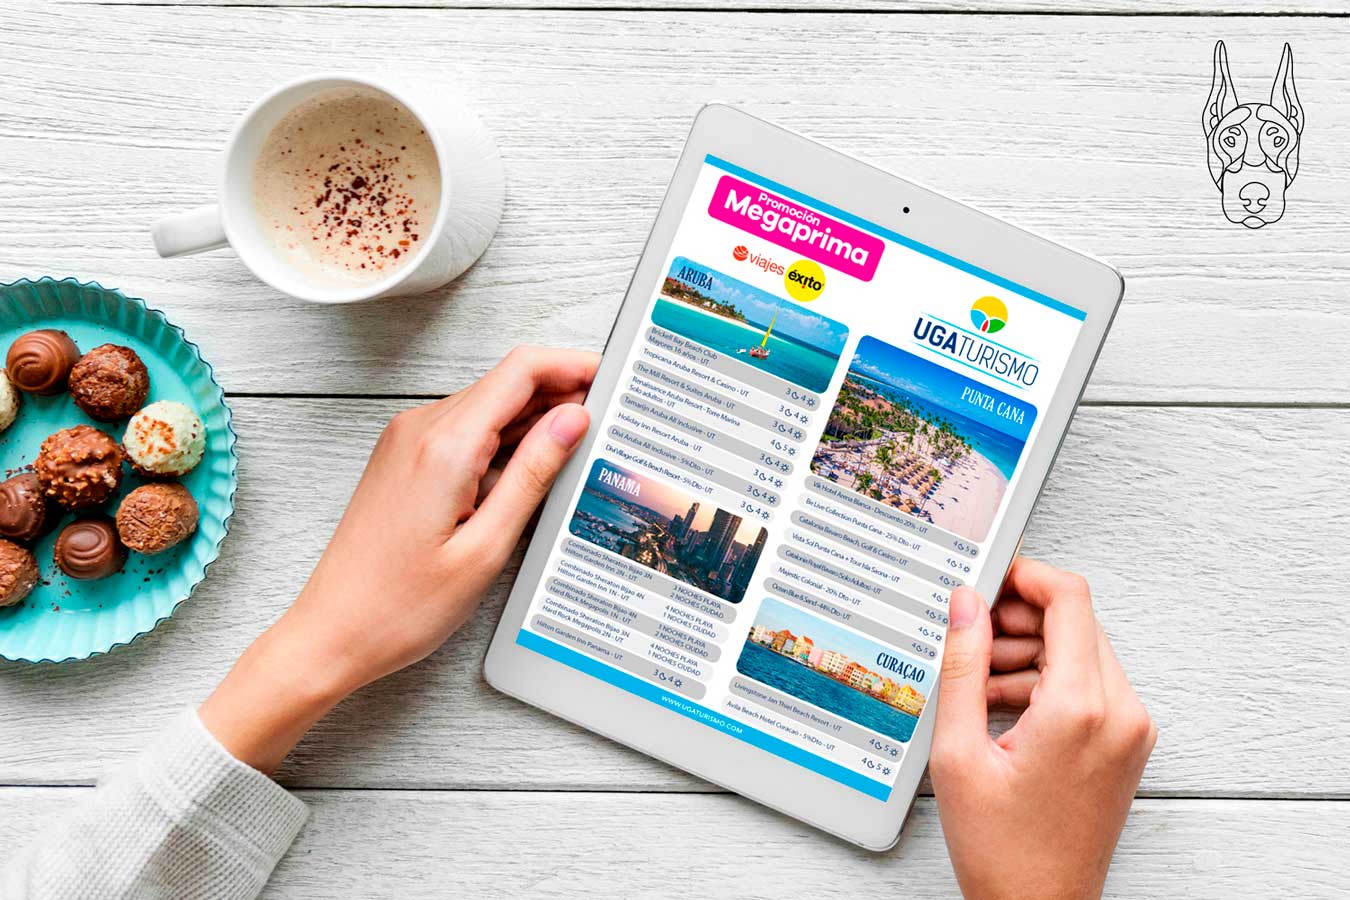 Promoción
Megaprima
viajes éxito
UGATURISMO
ARUBA
Brickell Bay Beach Club
Mayores 16 años - UT
3 4
Tropicana Aruba Resort & Casino - UT
3 4
The Mill Resort & Suites Aruba - UT
3 4
Renaissance Aruba Resort - Torre Marina
Solo adultos - UT
4 5
Tamarijn Aruba All Inclusive - UT
3 4
Holiday Inn Resort Aruba - UT
3 4
Divi Aruba All Inclusive - 5%Dto - UT
3 4
Divi Village Golf & Beach Resort - 5% Dto - UT
3 4
PANAMA
Combinado Sheraton Bijao 3N
Hilton Garden Inn 2N - UT
3 NOCHES PLAYA
2 NOCHES CIUDAD
Combinado Sheraton Bijao 4N
Hilton Garden Inn 1N - UT
4 NOCHES PLAYA
1 NOCHES CIUDAD
Combinado Sheraton Bijao 3N
Hard Rock Megapolis 2N - UT
3 NOCHES PLAYA
2 NOCHES CIUDAD
Hard Rock Megapolis 1N - UT
4 NOCHES PLAYA
1 NOCHES CIUDAD
Hilton Garden Inn Panama - UT
3 4
PUNTA CANA
Vik Hotel Arena Blanca - Descuento 20% - UT
4 5
Be Live Collection Punta Cana - 25% Dto - UT
4 5
Catalonia Bavaro Beach, Golf & Casino - UT
4 5
Vista Sol Punta Cana + Tour Isla Saona - UT
Catalonia Royal Bavaro (Solo Adultos) - UT
Majestic Colonial - 20% Dto - UT
4 5
Ocean Blue & Sand - 44% Dto - UT
4 5
CURAÇAO
Livingstone Jan Thiel Beach Resort - UT
4 5
Avila Beach Hotel Curacao - 5%Dto - UT
4 5
WWW.UGATURISMO.COM